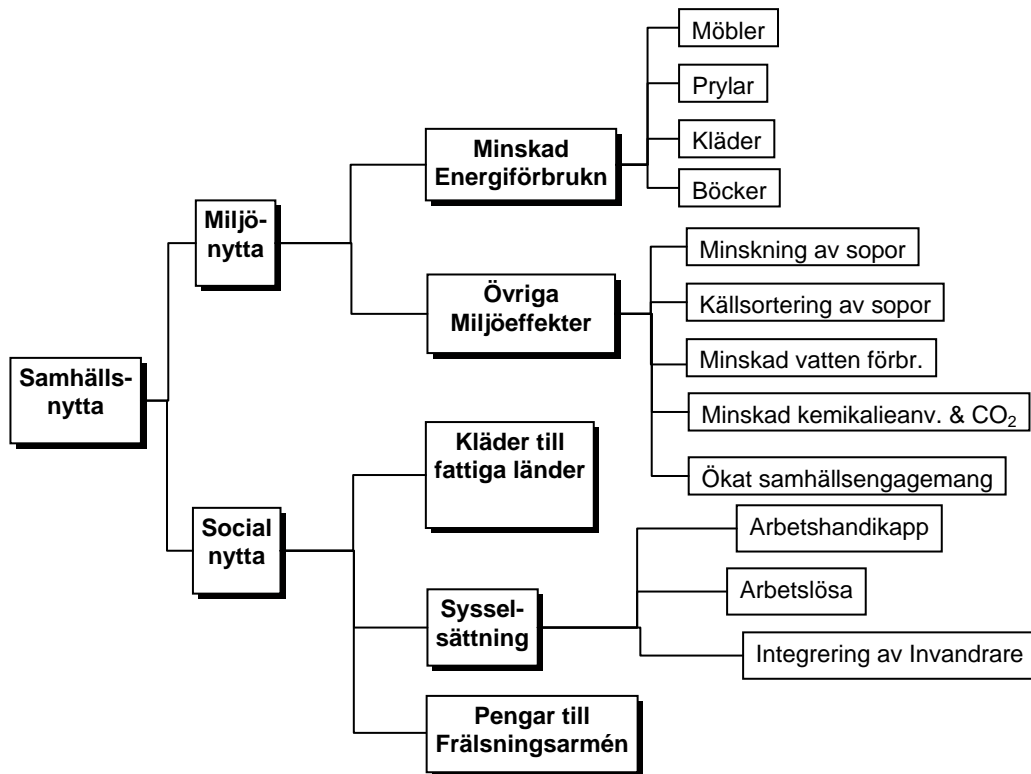 Samhälls-
nytta
Miljö-
nytta
Minskad
Energiförbrukn
Möbler
Prylar
Kläder
Böcker
Övriga
Miljöeffekter
Minskning av sopor
Källsortering av sopor
Minskad vatten förbr.
Minskad kemikalieanv. & CO₂
Ökat samhällsengagemang
Social
nytta
Kläder till
fattiga länder
Syssel-
sättning
Arbetshandikapp
Arbetslösa
Integrering av Invandrare
Pengar till
Frälsningsarmén